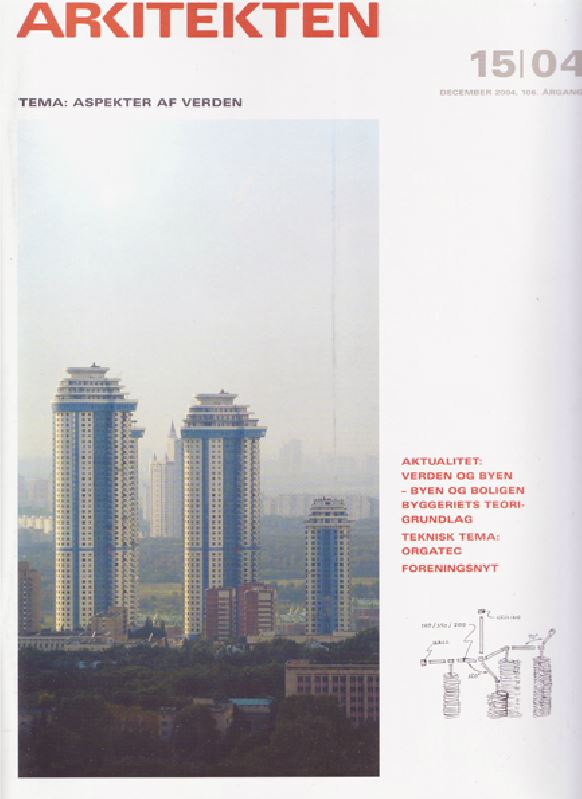 ARKITEKTEN
15|04
DECEMBER 2004, 106. ÅRGANG
TEMA: ASPEKTER AF VERDEN
AKTUALITET:
VERDEN OG BYEN
– BYEN OG BOLIGEN
BYGGERIETS TEORI-
GRUNDLAG
TEKNISK TEMA:
ORGATEC
FORENINGSNYT